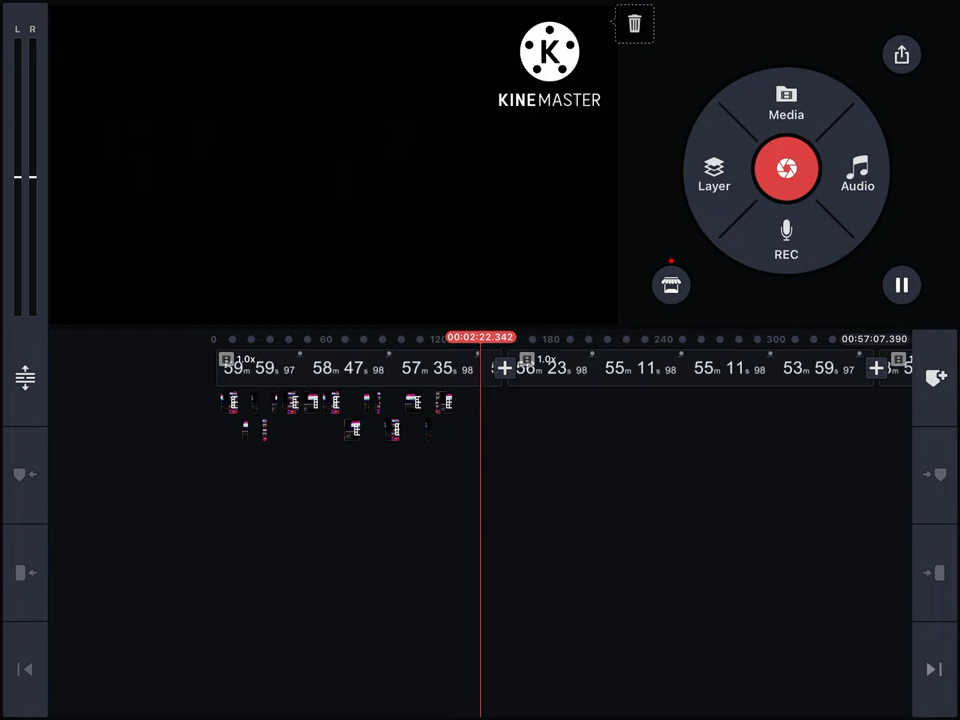 L R
K
KINEMASTER
Media
Layer
Audio
REC
0 60 120 00:02:22.342 180 240 300 00:57:07.390
1.0x 1.0x
59m 59s 97 58m 47s 98 57m 35s 98 56m 23s 98 55m 11s 98 55m 11s 98 53m 59s 97